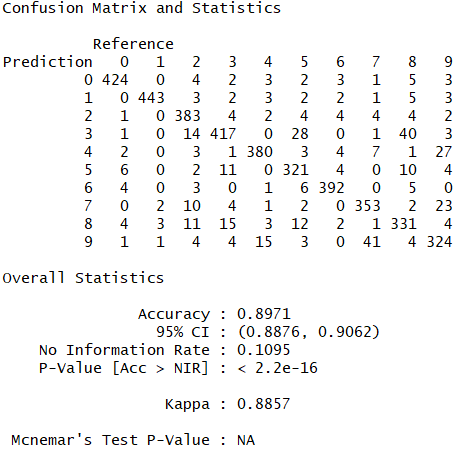 Confusion Matrix and Statistics
Reference
Prediction 0 1 2 3 4 5 6 7 8 9
0 424 0 4 2 3 2 3 1 5 3
1 0 443 3 2 3 2 2 1 5 3
2 1 0 383 4 2 4 4 4 4 2
3 1 0 14 417 0 28 0 1 40 3
4 2 0 3 1 380 3 4 7 1 27
5 6 0 2 11 0 321 4 0 10 4
6 4 0 3 0 1 6 392 0 5 0
7 0 2 10 4 1 2 0 353 2 23
8 4 3 11 15 3 12 2 1 331 4
9 1 1 4 4 15 3 0 41 4 324
Overall Statistics
Accuracy : 0.8971
95% CI : (0.8876, 0.9062)
No Information Rate : 0.1095
P-Value [Acc > NIR] : < 2.2e-16
Kappa : 0.8857
Mcnemar's Test P-Value : NA